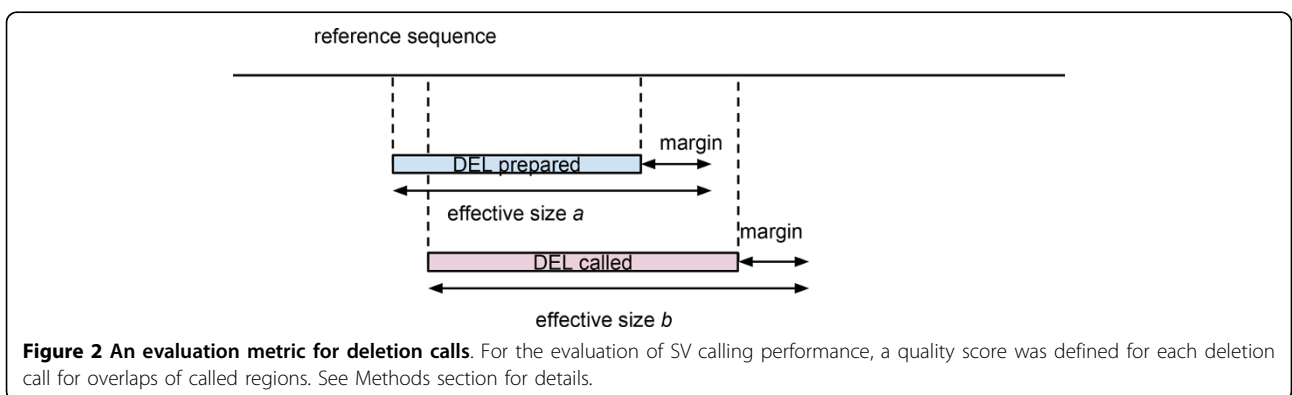 reference sequence
margin
DEL prepared
effective size a
margin
DEL called
effective size b
Figure 2 An evaluation metric for deletion calls. For the evaluation of SV calling performance, a quality score was defined for each deletion
call for overlaps of called regions. See Methods section for details.